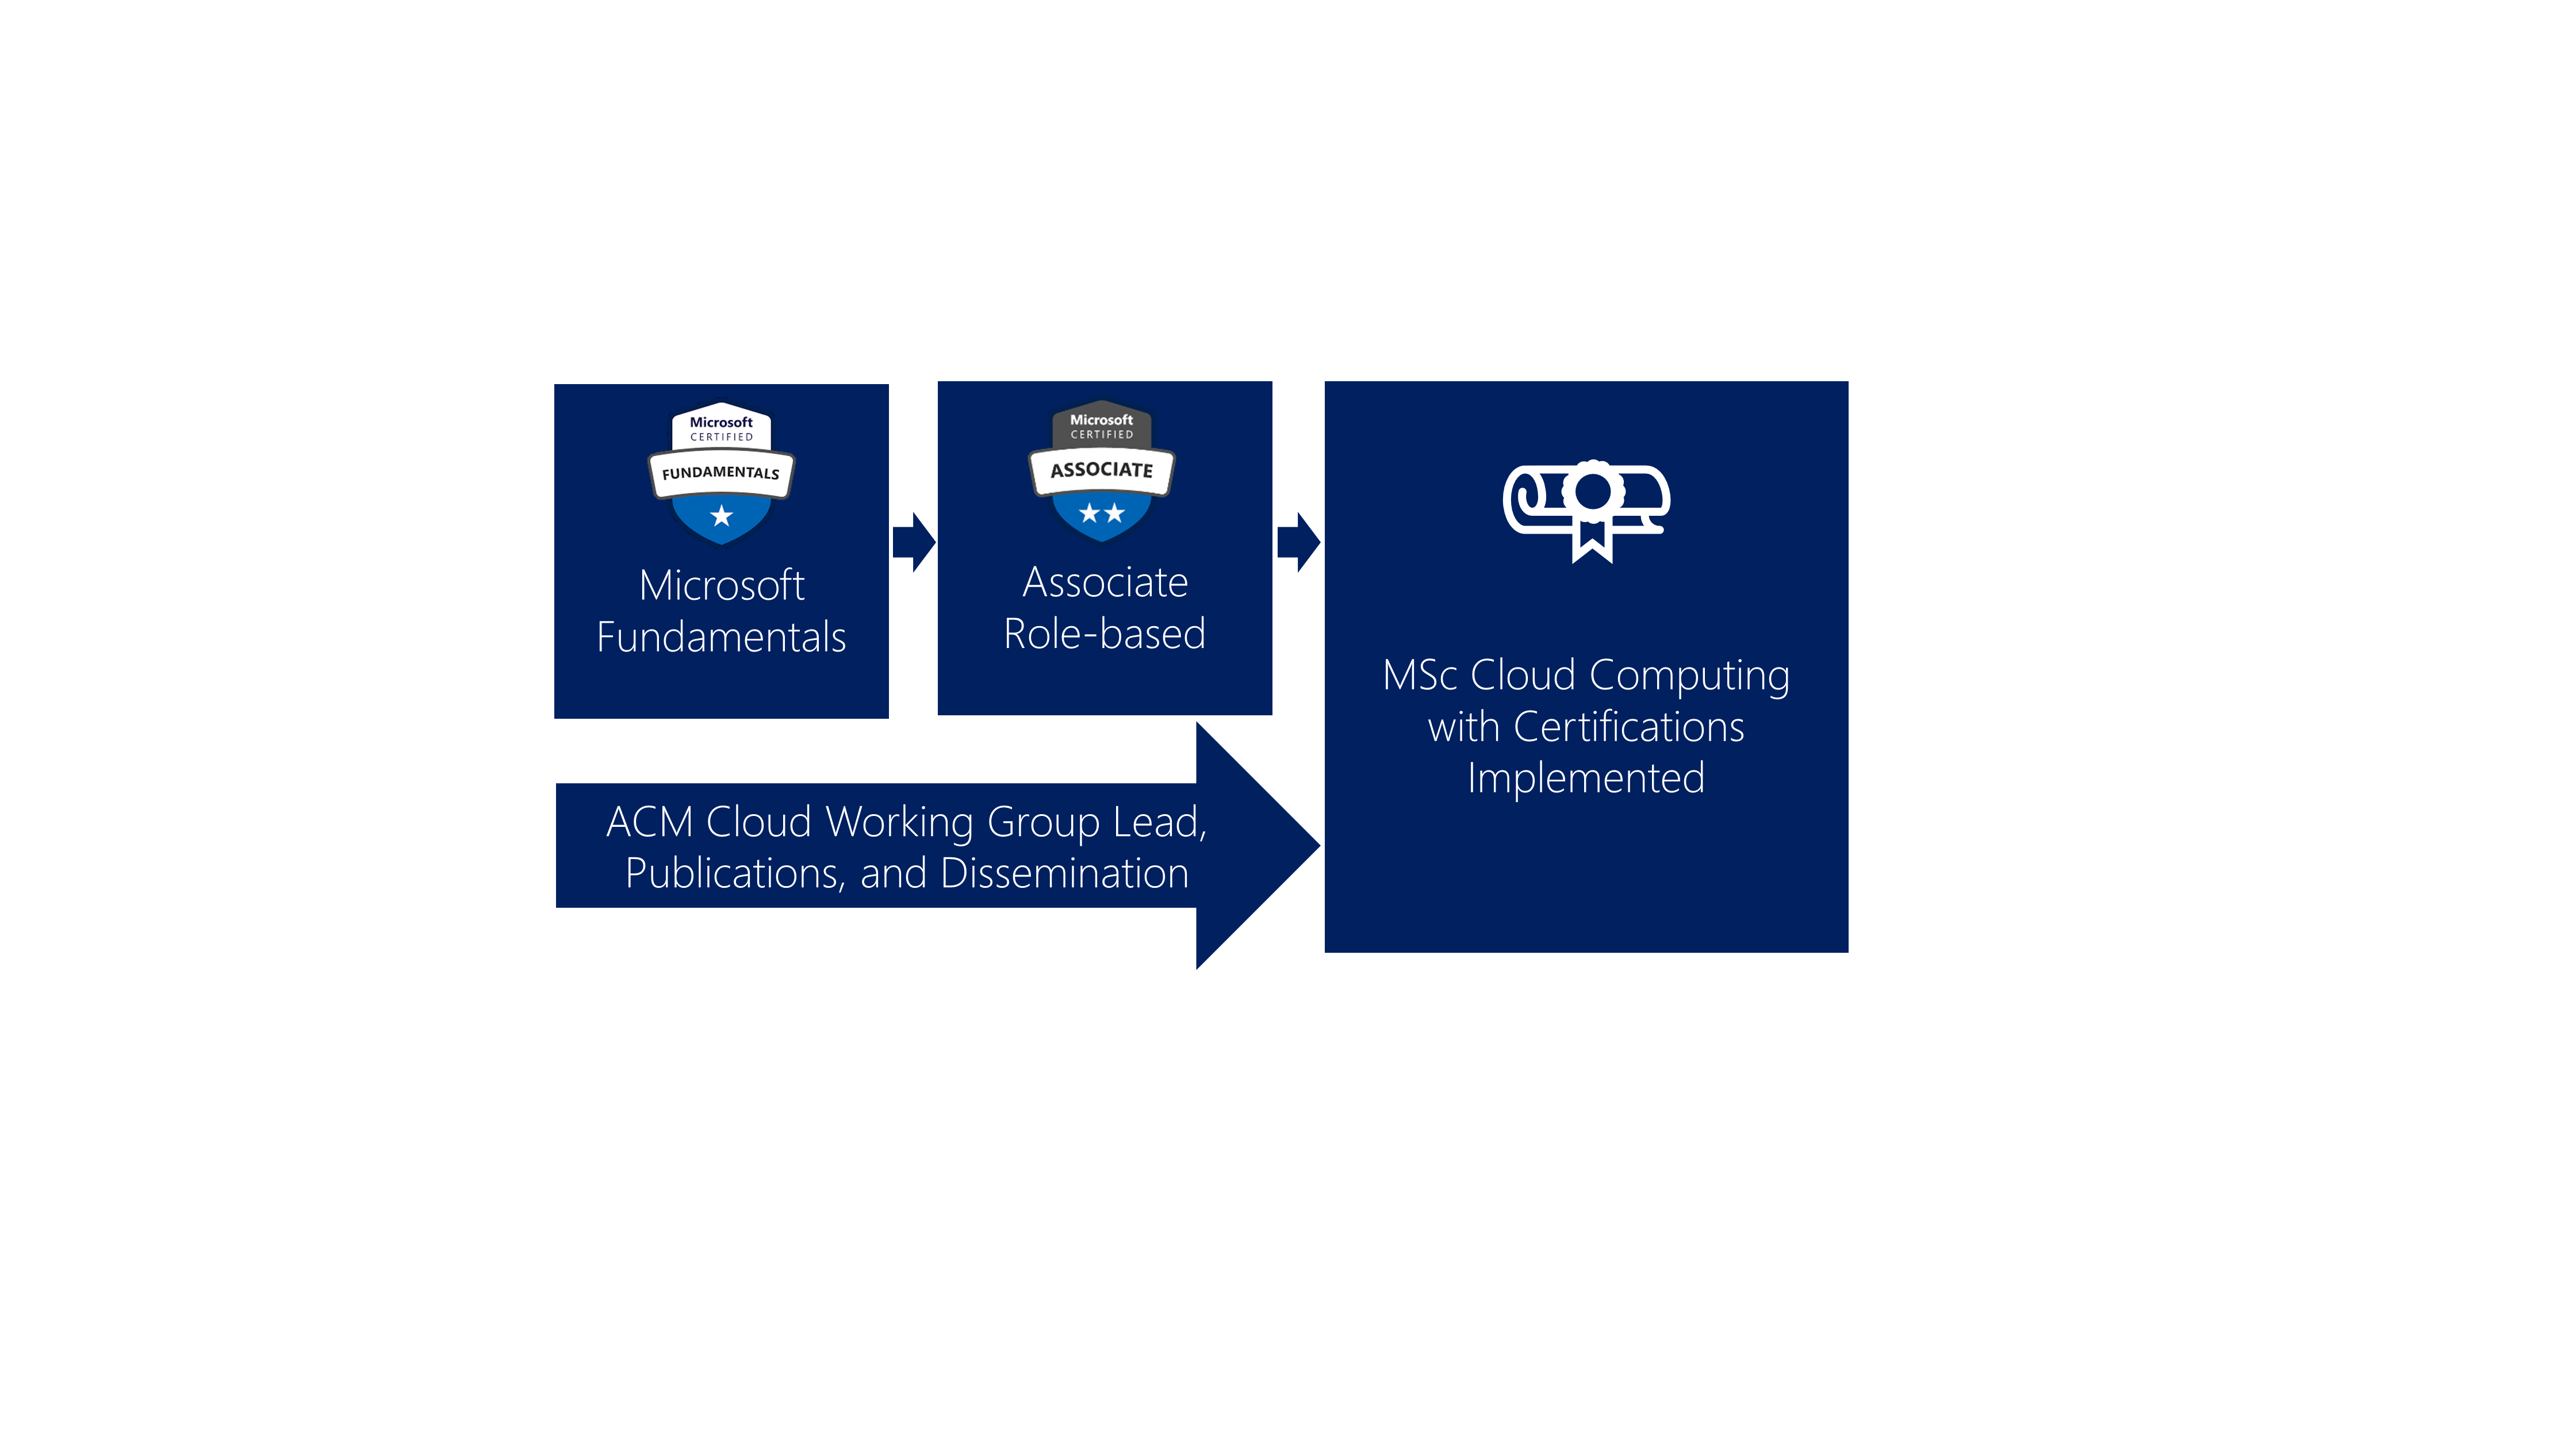 Microsoft
CERTIFIED
FUNDAMENTALS
Microsoft
Fundamentals
Microsoft
CERTIFIED
ASSOCIATE
Associate
Role-based
MSc Cloud Computing
with Certifications
Implemented
ACM Cloud Working Group Lead,
Publications, and Dissemination